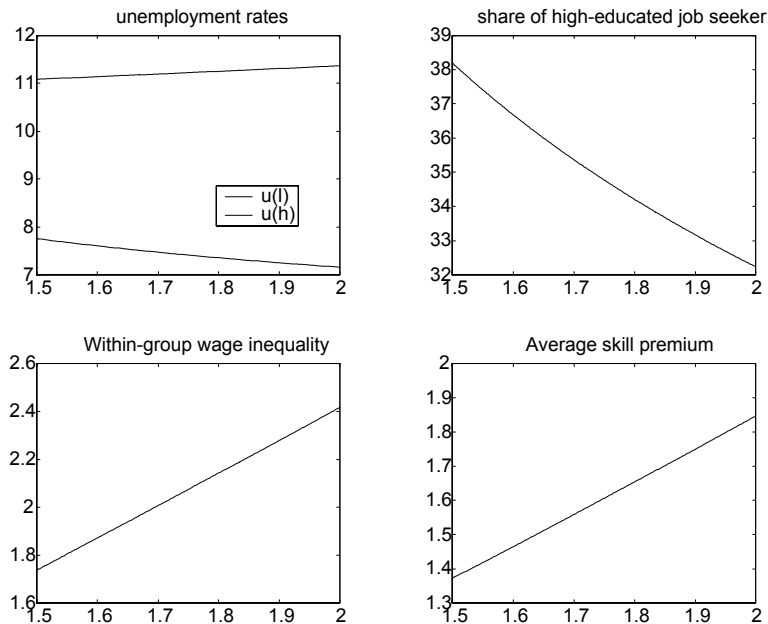 unemployment rates
12
11
10
9
8
7
u(l)
u(h)
1.5 1.6 1.7 1.8 1.9 2
share of high-educated job seeker
39
38
37
36
35
34
33
32
1.5 1.6 1.7 1.8 1.9 2
Within-group wage inequality
2.6
2.4
2.2
2
1.8
1.6
1.5 1.6 1.7 1.8 1.9 2
Average skill premium
2
1.9
1.8
1.7
1.6
1.5
1.4
1.3
1.5 1.6 1.7 1.8 1.9 2